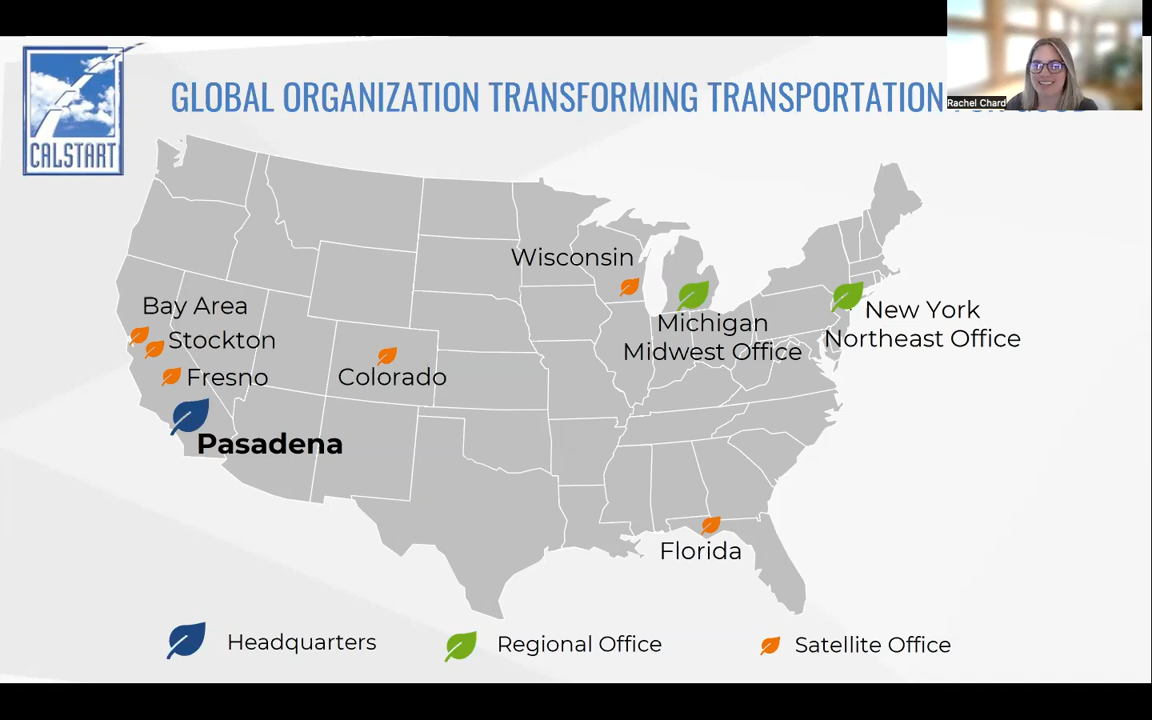 CALSTART
GLOBAL ORGANIZATION TRANSFORMING TRANSPORTATION
Rachel Chard
Wisconsin
Bay Area
Stockton
Fresno
Colorado
Pasadena
Michigan
Midwest Office
New York
Northeast Office
Florida
Headquarters
Regional Office
Satellite Office